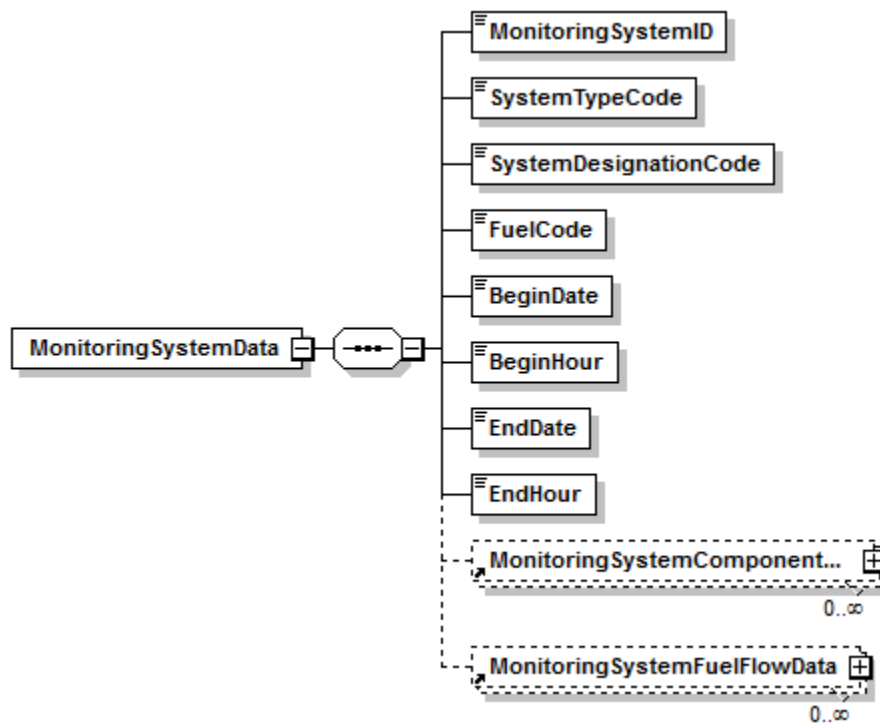 MonitoringSystemID
SystemTypeCode
SystemDesignationCode
FuelCode
BeginDate
MonitoringSystemData
BeginHour
EndDate
EndHour
MonitoringSystemComponent...
0..∞
MonitoringSystemFuelFlowData
0..∞